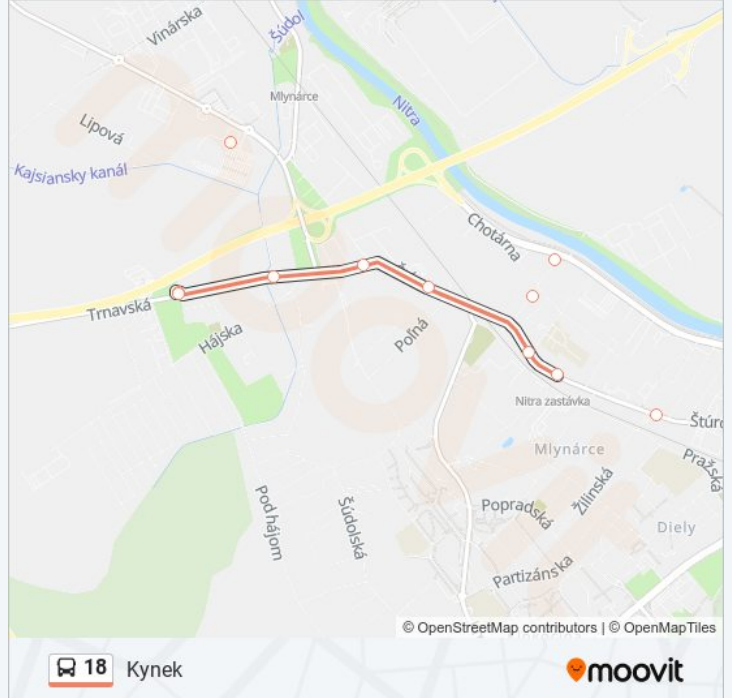 Vinárska
Šúdol
Mlynárce
Nitra
Lipová
Kajsiansky kanál
Chotárna
Trnavská
Hájska
Poľná
Nitra zastávka
Štúrc
Mlynárce
Pražská
Žilinská
Popradská
Pod hájom
Šúdolská
Diely
Partizánska
© OpenStreetMap contributors | © OpenMapTiles
18 Kynek
moovit